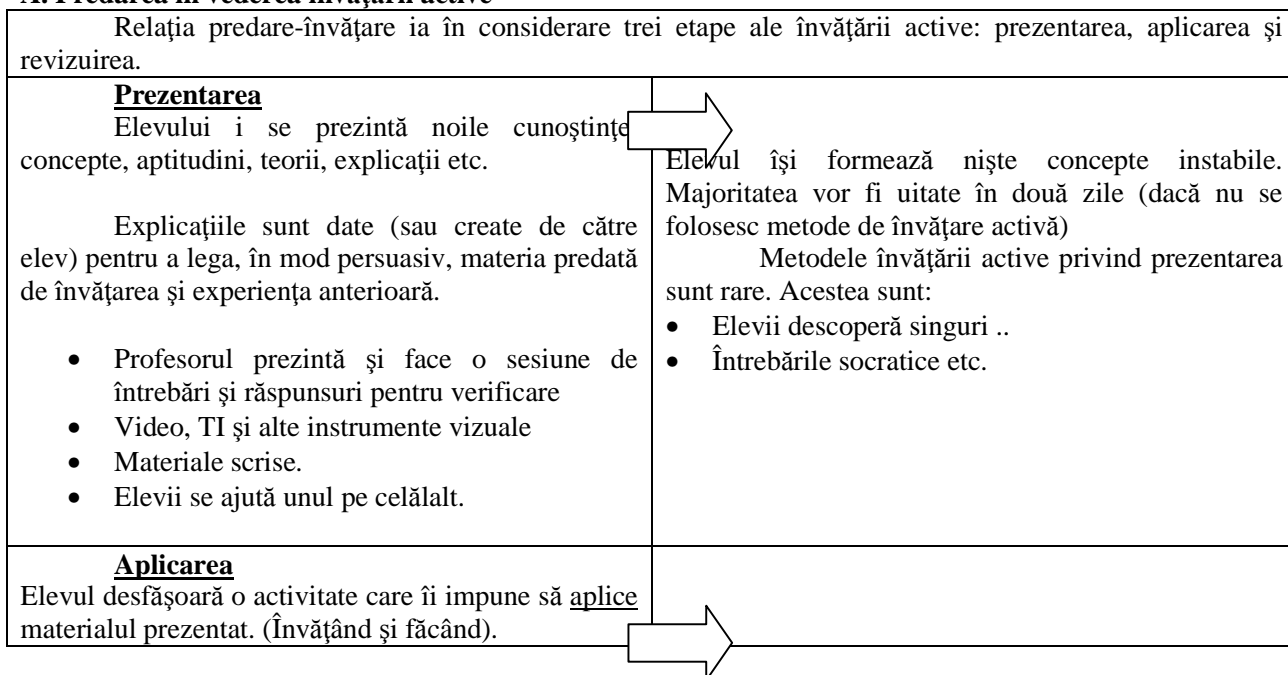 A. Predarea în vederea învăţării active
Relaţia predare-învăţare ia în considerare trei etape ale învăţării active: prezentarea, aplicarea şi
revizuirea.
Prezentarea
Elevului i se prezintă noile cunoştinţe
concepte, aptitudini, teorii, explicaţii etc.
Explicaţiile sunt date (sau create de către
elev) pentru a lega, în mod persuasiv, materia predată
de învăţarea şi experienţa anterioară.
• Profesorul prezintă şi face o sesiune de
întrebări şi răspunsuri pentru verificare
• Video, TI şi alte instrumente vizuale
• Materiale scrise.
• Elevii se ajută unul pe celălalt.
Elevul îşi formează nişte concepte instabile.
Majoritatea vor fi uitate în două zile (dacă nu se
folosesc metode de învăţare activă)
Metodele învăţării active privind prezentarea
sunt rare. Acestea sunt:
• Elevii descoperă singuri ..
• Întrebările socratice etc.
Aplicarea
Elevul desfăşoară o activitate care îi impune să aplice
materialul prezentat. (Învăţând şi făcând).